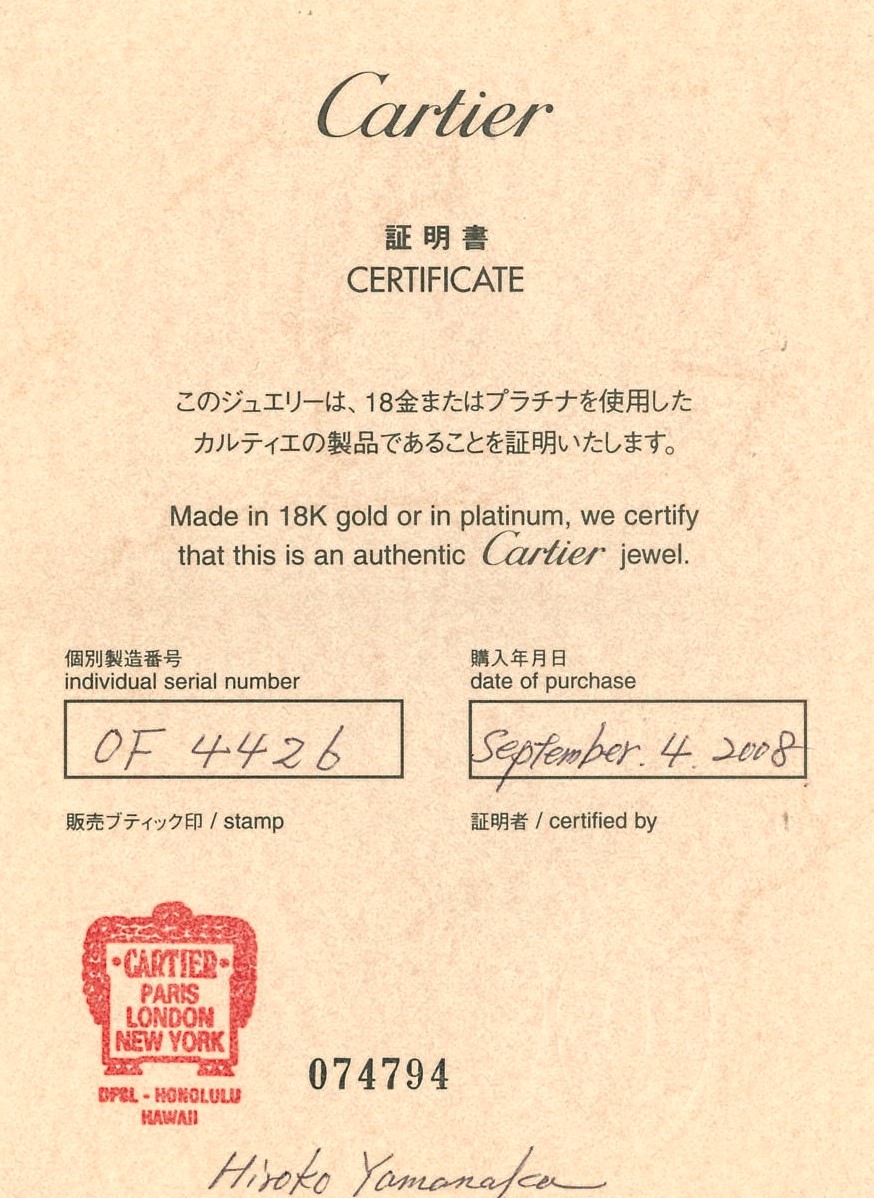 Cartier
証明書
CERTIFICATE
このジュエリーは、18金またはプラチナを使用した
カルティエの製品であることを証明いたします。
Made in 18K gold or in platinum, we certify
that this is an authentic Cartier jewel.
個別製造番号
individual serial number
OF 4426
購入年月日
date of purchase
September. 4. 2008
販売ブティック印 / stamp
証明者 / certified by
CARTIER
PARIS
LONDON
NEW YORK
HONOLULU
HAWAII
074794
Hiroko Yamanaka